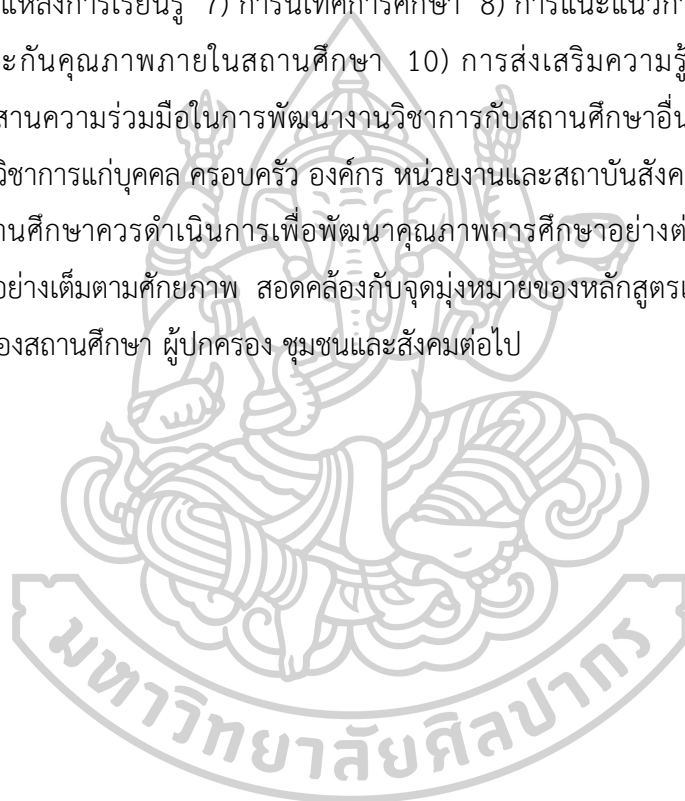 แหล่งการเรียนรู้ 7) การนิเทศการศึกษา 8) การแนะแนวกา
ะกันคุณภาพภายในสถานศึกษา 10) การส่งเสริมความรู้
สานความร่วมมือในการพัฒนางานวิชาการกับสถานศึกษาอื่น
วิชาการแก่บุคคล ครอบครัว องค์กร หน่วยงานและสถาบันสังค
านศึกษาควรดำเนินการเพื่อพัฒนาคุณภาพการศึกษาอย่างต่
อย่างเต็มตามศักยภาพ สอดคล้องกับจุดมุ่งหมายของหลักสูตรแ
องสถานศึกษา ผู้ปกครอง ชุมชนและสังคมต่อไป
มหาวิทยาลัยศิลปากร